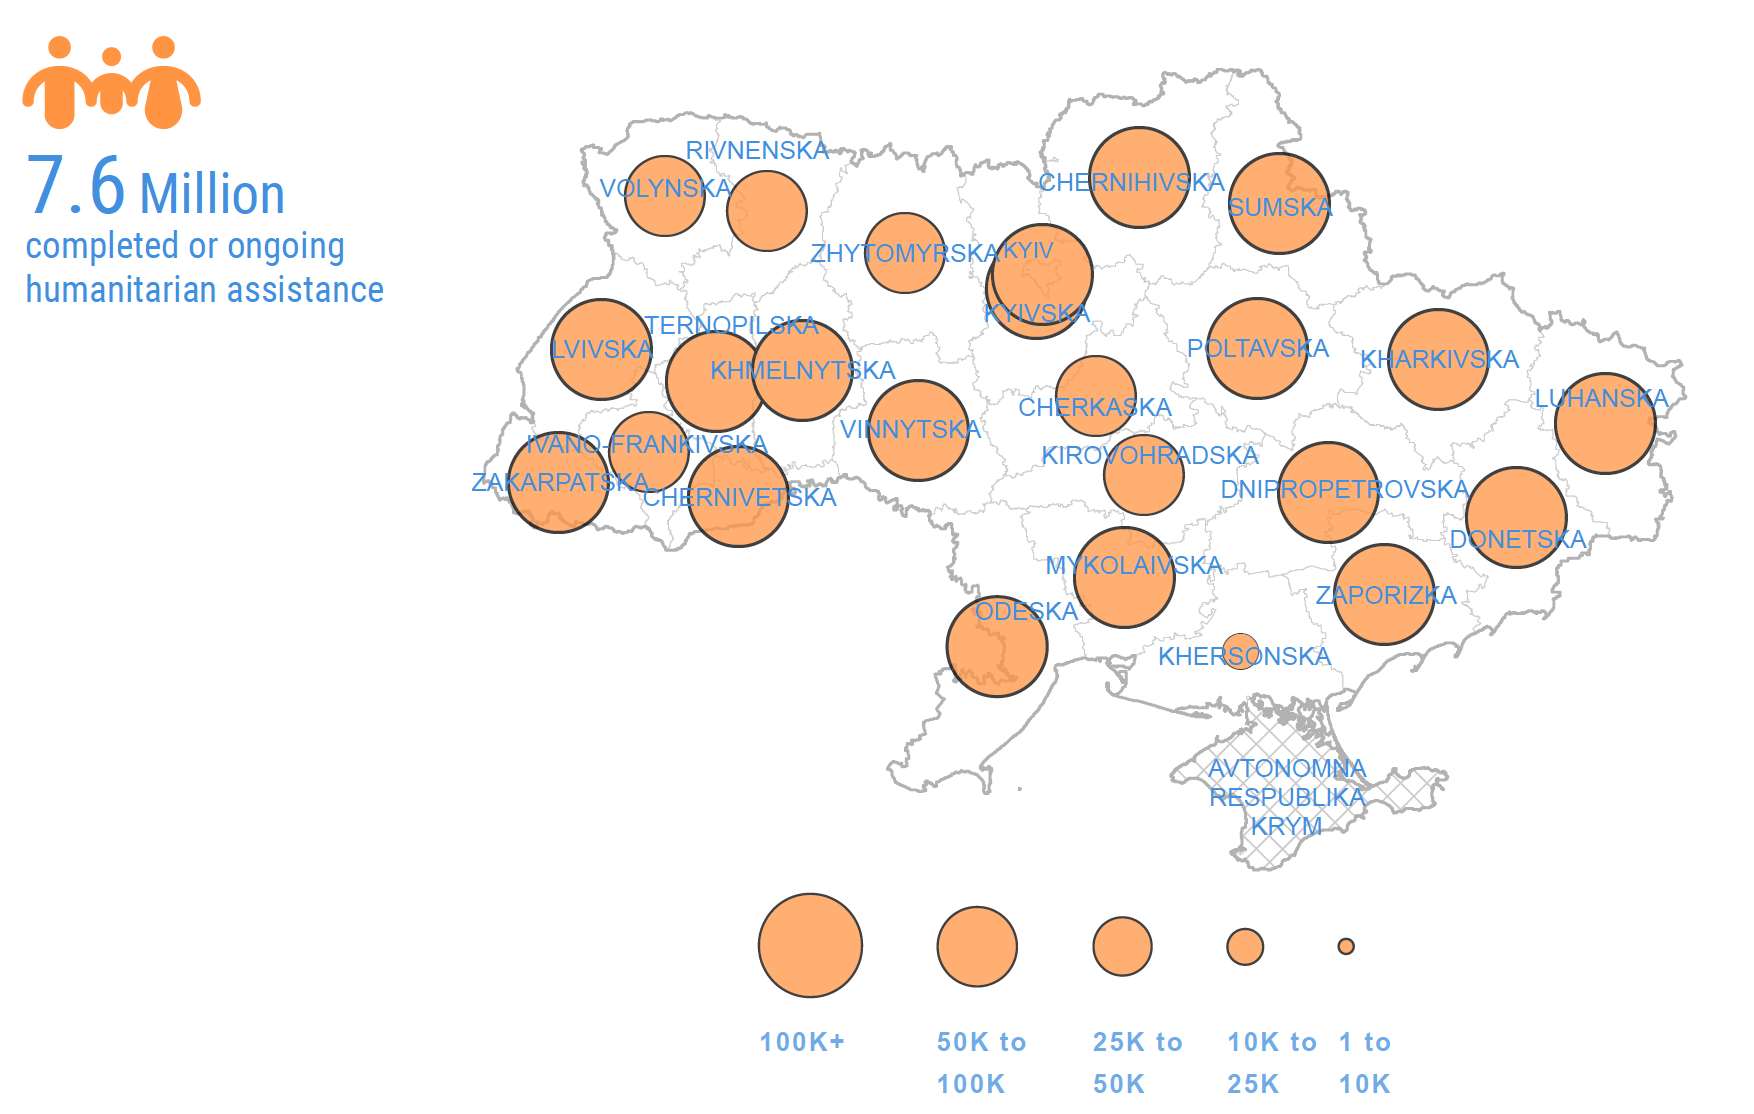 7.6 Million
completed or ongoing
humanitarian assistance
RIVNENSKA
VOLYNSKA
CHERNIHIVSKA
SUMSKA
ZHYTOMYRSKA
KYIV
KYIVSKA
TERNOPILSKA
LVIVSKA
KHMELNYTSKA
POLTAVSKA
KHARKIVSKA
LUHANSKA
CHERKASKA
VINNYTSKA
IVANO-FRANKIVSKA
KIROVOHRADSKA
ZAKARPATSKA
CHERNIVETSKA
DNIPROPETROVSKA
DONETSKA
MYKOLAIVSKA
ZAPORIZKA
ODESKA
KHERSONSKA
AVTONOMNA
RESPUBLIKA
KRYM
100K+
50K to
100K
25K to
50K
10K to
25K
1 to
10K